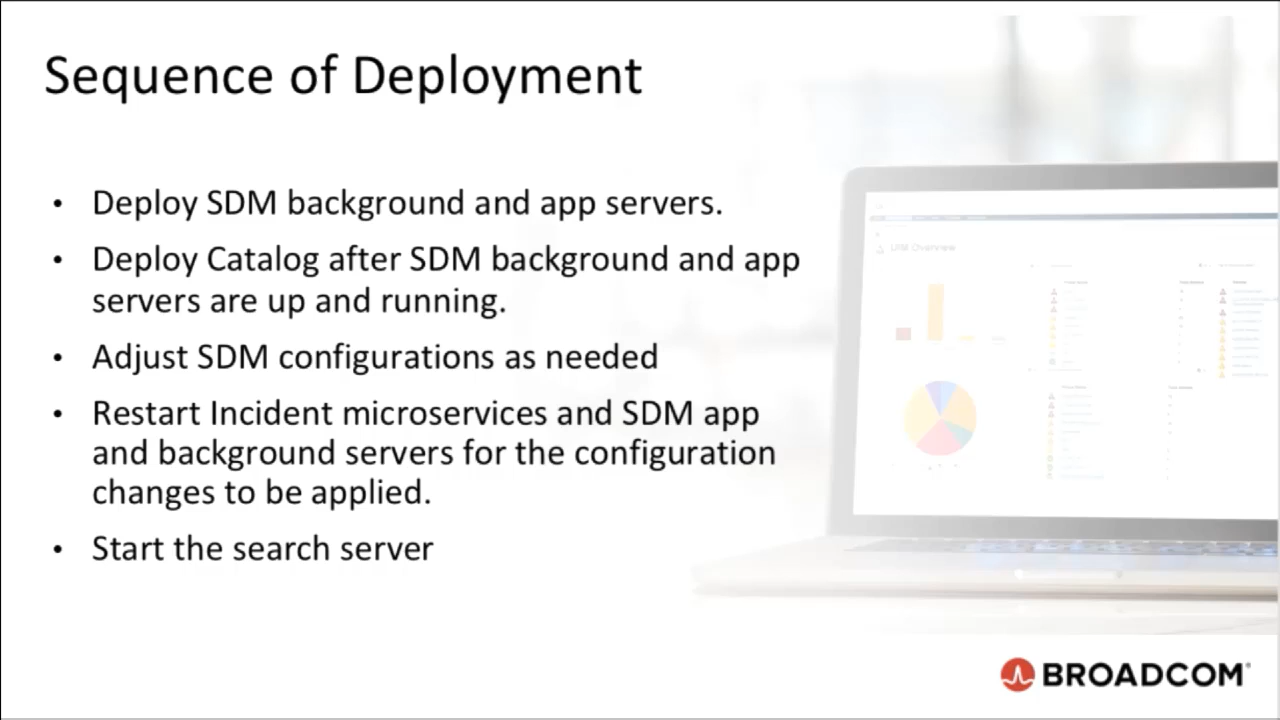 Sequence of Deployment
• Deploy SDM background and app servers.
• Deploy Catalog after SDM background and app
servers are up and running.
• Adjust SDM configurations as needed
• Restart Incident microservices and SDM app
and background servers for the configuration
changes to be applied.
• Start the search server
BROADCOM®